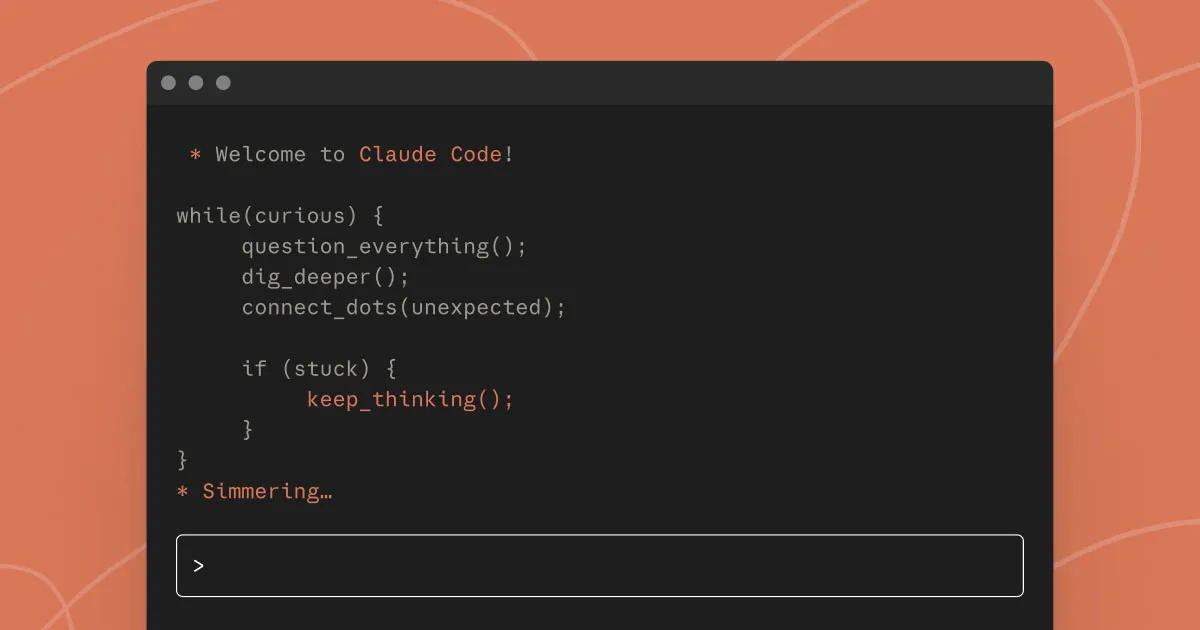 * Welcome to Claude Code!
while(curious) {
question_everything();
dig_deeper();
connect_dots(unexpected);
if (stuck) {
keep_thinking();
}
}
* Simmering…
>